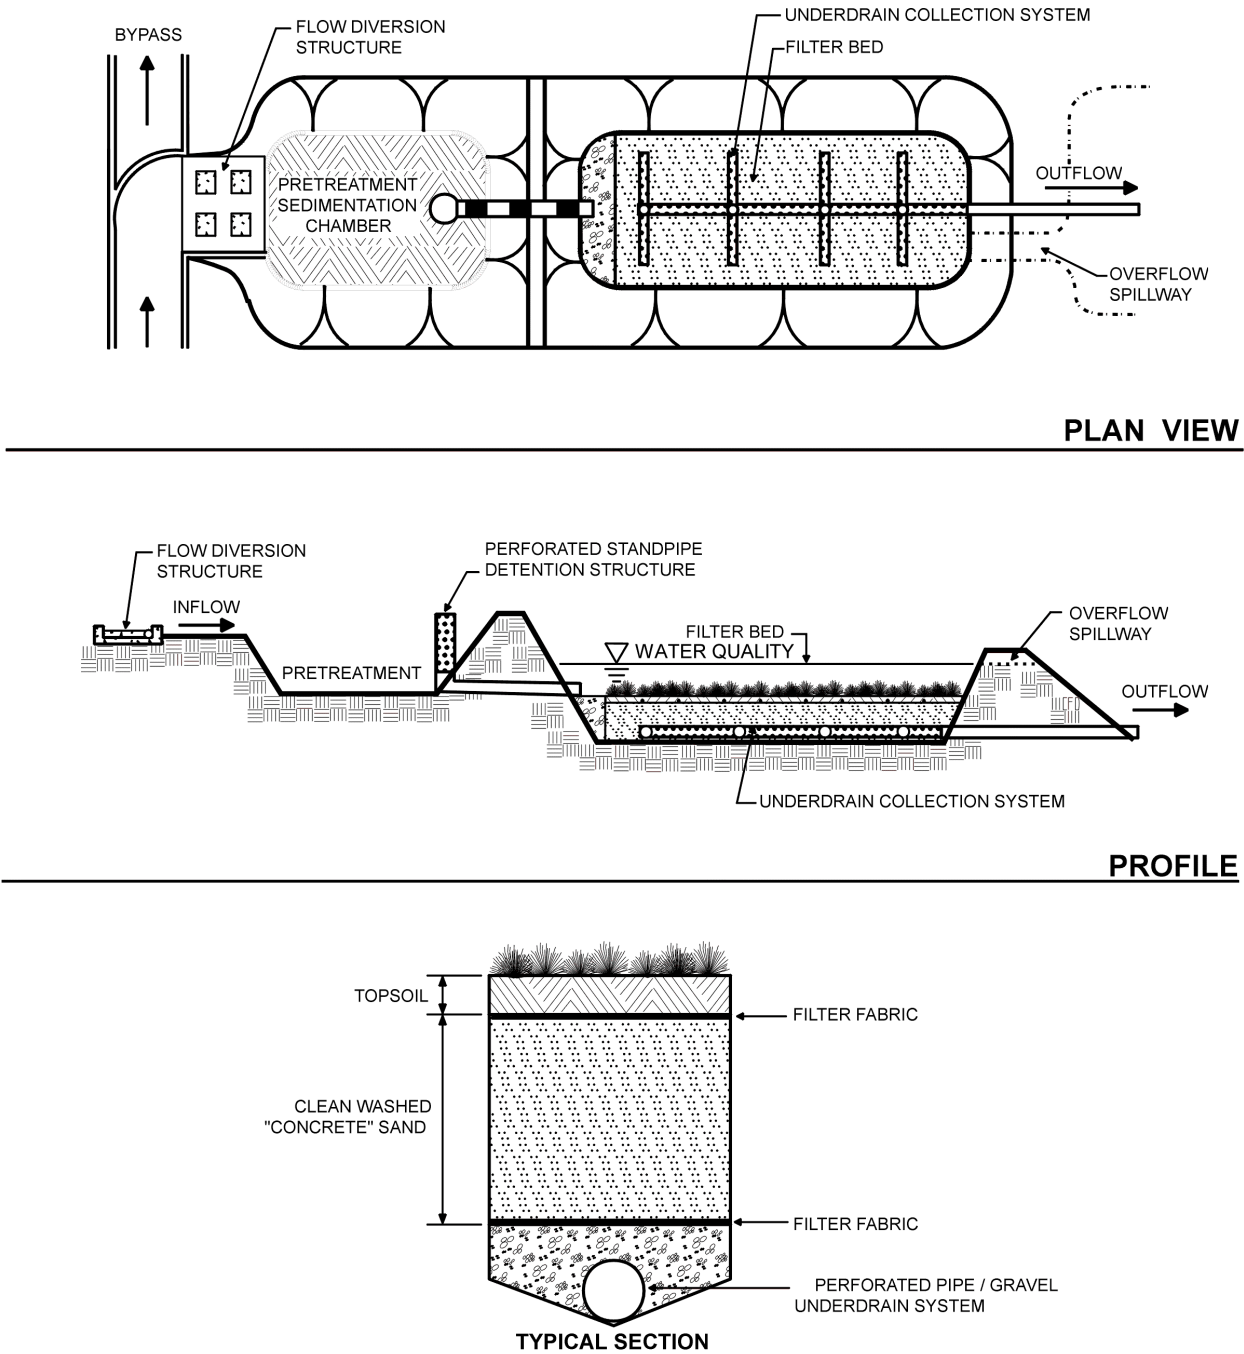 UNDERDRAIN COLLECTION SYSTEM
FLOW DIVERSION
STRUCTURE
BYPASS
FILTER BED
PRETREATMENT
SEDIMENTATION
CHAMBER
OUTFLOW
OVERFLOW
SPILLWAY
PLAN VIEW
FLOW DIVERSION
STRUCTURE
PERFORATED STANDPIPE
DETENTION STRUCTURE
INFLOW
OVERFLOW
SPILLWAY
FILTER BED
WATER QUALITY
PRETREATMENT
OUTFLOW
UNDERDRAIN COLLECTION SYSTEM
PROFILE
TOPSOIL
FILTER FABRIC
CLEAN WASHED
"CONCRETE" SAND
FILTER FABRIC
PERFORATED PIPE / GRAVEL
UNDERDRAIN SYSTEM
TYPICAL SECTION